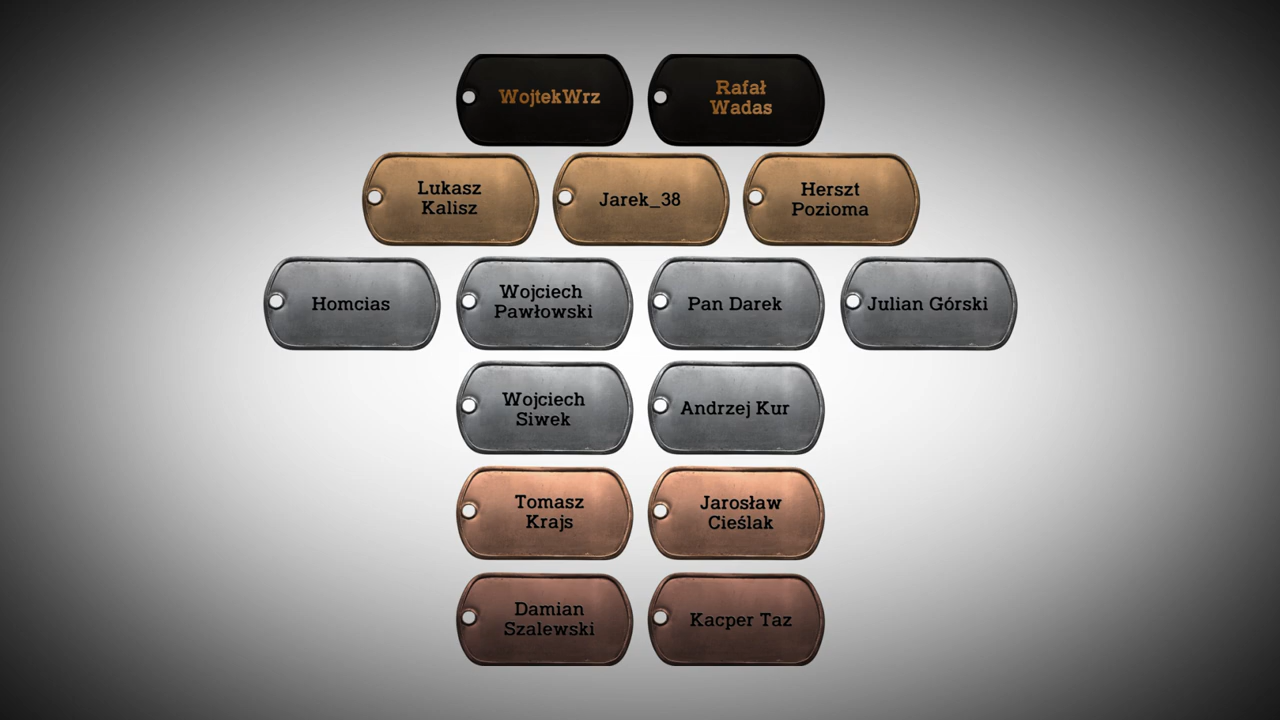 WojtekWrz
Rafał
Wadas
Lukasz
Kalisz
Jarek_38
Herszt
Pozioma
Homcias
Wojciech
Pawłowski
Pan Darek
Julian Górski
Wojciech
Siwek
Andrzej Kur
Tomasz
Krajs
Jarosław
Cieślak
Damian
Szalewski
Kacper Taz